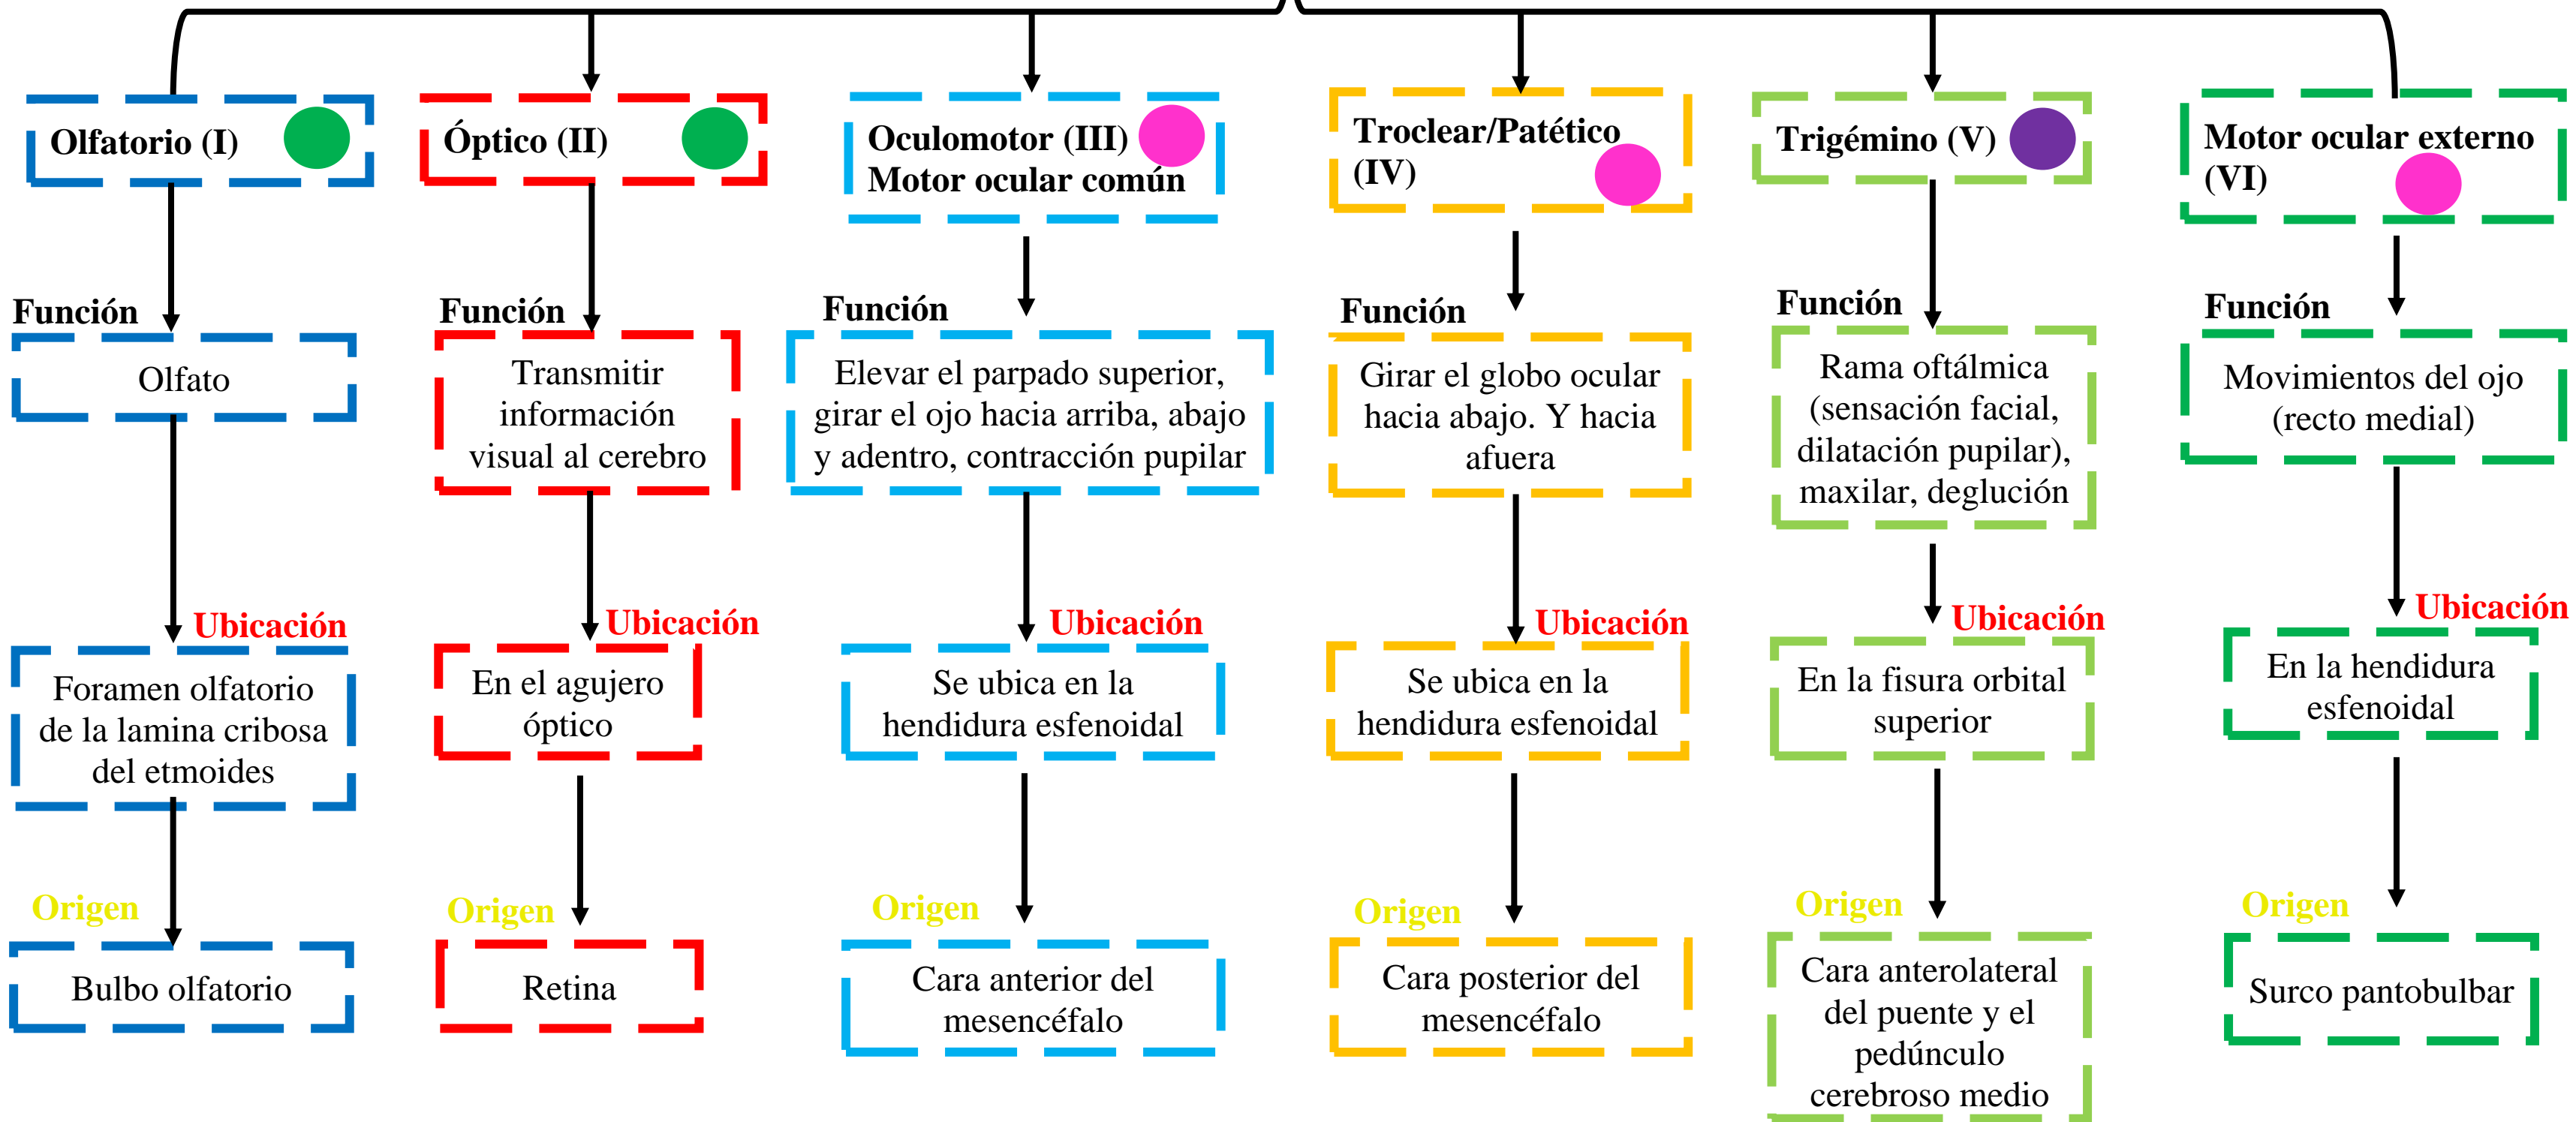 Olfatorio (I)
Óptico (II)
Oculomotor (III)
Motor ocular común
Troclear/Patético
(IV)
Trigémino (V)
Motor ocular externo
(VI)
Función
Función
Función
Función
Función
Función
Olfato
Transmitir
información
visual al cerebro
Elevar el parpado superior,
girar el ojo hacia arriba, abajo
y adentro, contracción pupilar
Girar el globo ocular
hacia abajo. Y hacia
afuera
Rama oftálmica
(sensación facial,
dilatación pupilar),
maxilar, deglución
Movimientos del ojo
(recto medial)
Ubicación
Ubicación
Ubicación
Ubicación
Ubicación
Ubicación
Foramen olfatorio
de la lamina cribosa
del etmoides
En el agujero
óptico
Se ubica en la
hendidura esfenoidal
Se ubica en la
hendidura esfenoidal
En la fisura orbital
superior
En la hendidura
esfenoidal
Origen
Origen
Origen
Origen
Origen
Origen
Bulbo olfatorio
Retina
Cara anterior del
mesencéfalo
Cara posterior del
mesencéfalo
Cara anterolateral
del puente y el
pedúnculo
cerebroso medio
Surco pantobulbar